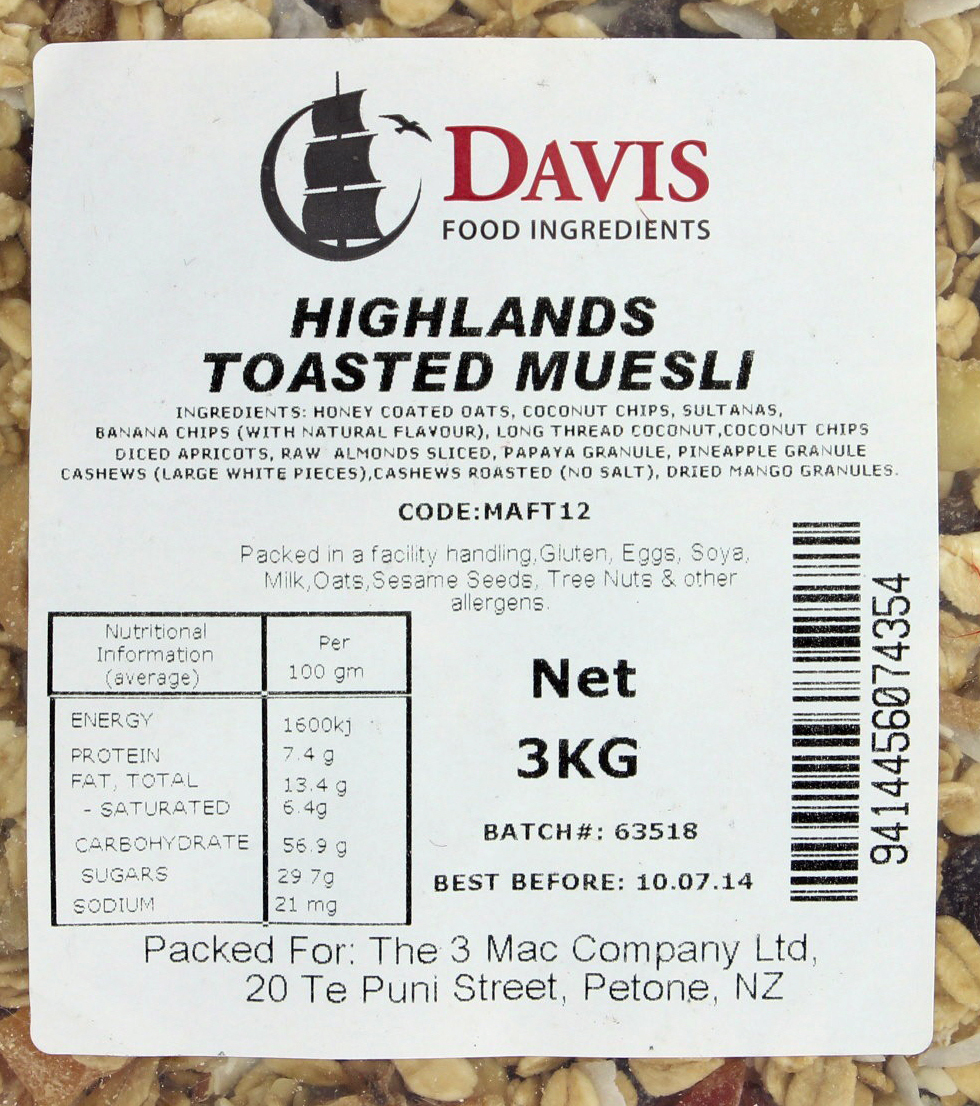 DAVIS
FOOD INGREDIENTS
HIGHLANDS
TOASTED MUESLI
INGREDIENTS: HONEY COATED OATS, COCONUT CHIPS, SULTANAS,
BANANA CHIPS (WITH NATURAL FLAVOUR), LONG THREAD COCONUT,COCONUT CHIPS
DICED APRICOTS, RAW ALMONDS SLICED, PAPAYA GRANULE, PINEAPPLE GRANULE
CASHEWS (LARGE WHITE PIECES),CASHEWS ROASTED (NO SALT), DRIED MANGO GRANULES.
CODE:MAFT12
Packed in a facility handling,Gluten, Eggs, Soya,
Milk,Oats,Sesame Seeds, Tree Nuts & other
allergens.
Nutritional
Information
(average)
Per
100 gm
ENERGY 1600kj
PROTEIN 7.4 g
FAT, TOTAL 13.4 g
- SATURATED 6.4g
CARBOHYDRATE 56.9 g
SUGARS 29 7g
SODIUM 21 mg
Net
3KG
BATCH#: 63518
BEST BEFORE: 10.07.14
9414456074354
Packed For: The 3 Mac Company Ltd,
20 Te Puni Street, Petone, NZ